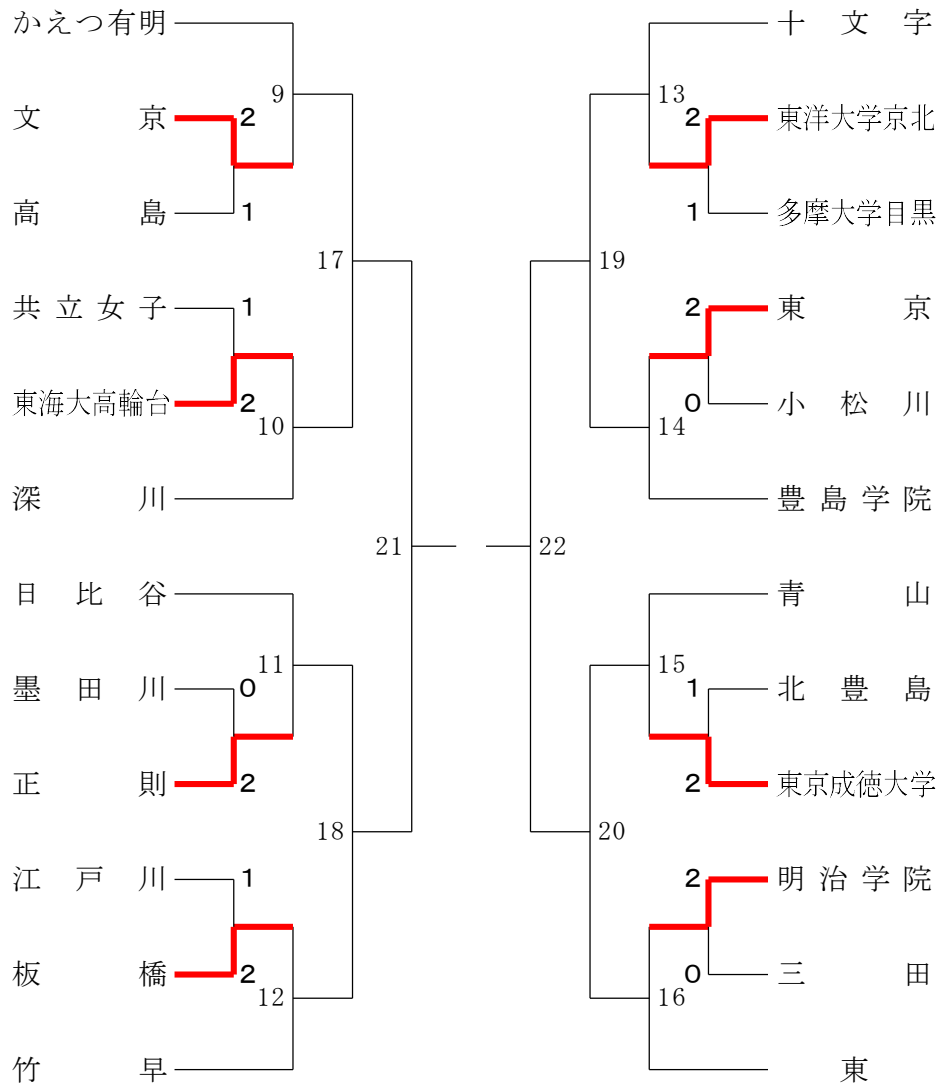 かえつ有明
十文字
9
13
文京
2
2
東洋大学京北
高島
1
1
多摩大学目黒
17
19
共立女子
1
2
東京
東海大高輪台
2
10
0
14
小松川
深川
豊島学院
21
22
日比谷
青山
11
15
墨田川
0
1
北豊島
正則
2
2
東京成徳大学
18
20
江戸川
1
2
明治学院
板橋
2
12
0
16
三田
竹早
東